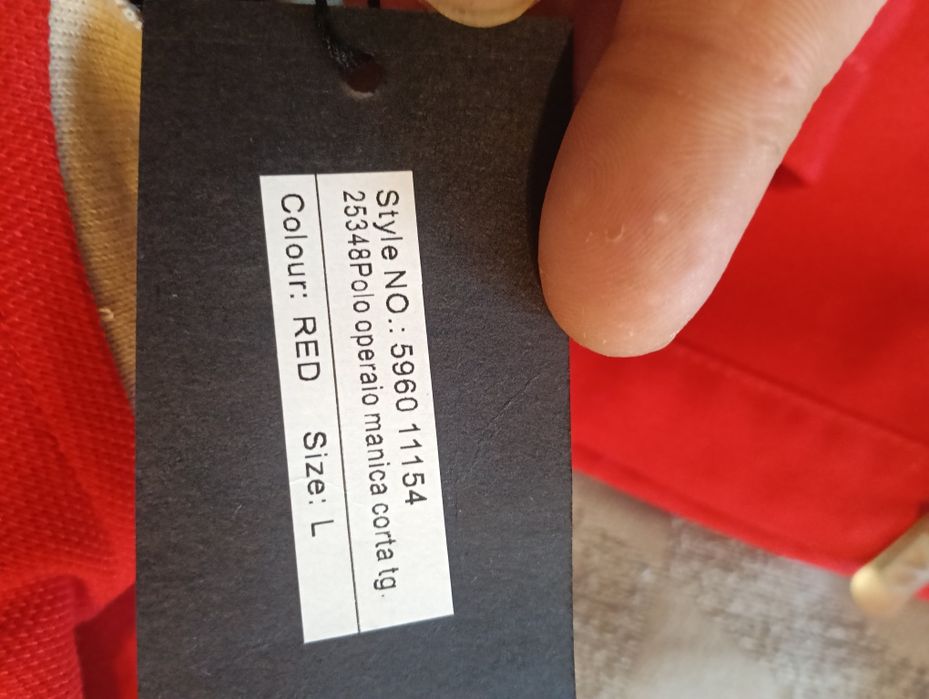 Style NO.: 5960 11154
25348Polo operaio manica corta tg.
Colour: RED Size: L